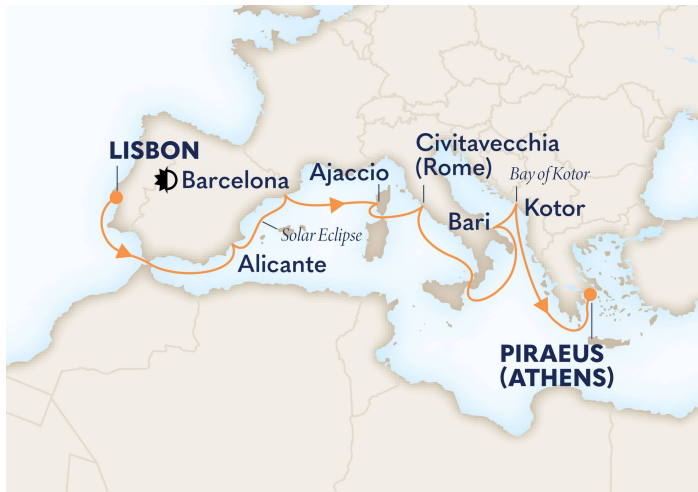 LISBON
Barcelona
Ajaccio
Civitavecchia
(Rome)
Bay of Kotor
Kotor
Bari
Solar Eclipse
Alicante
PIRAEUS
(ATHENS)